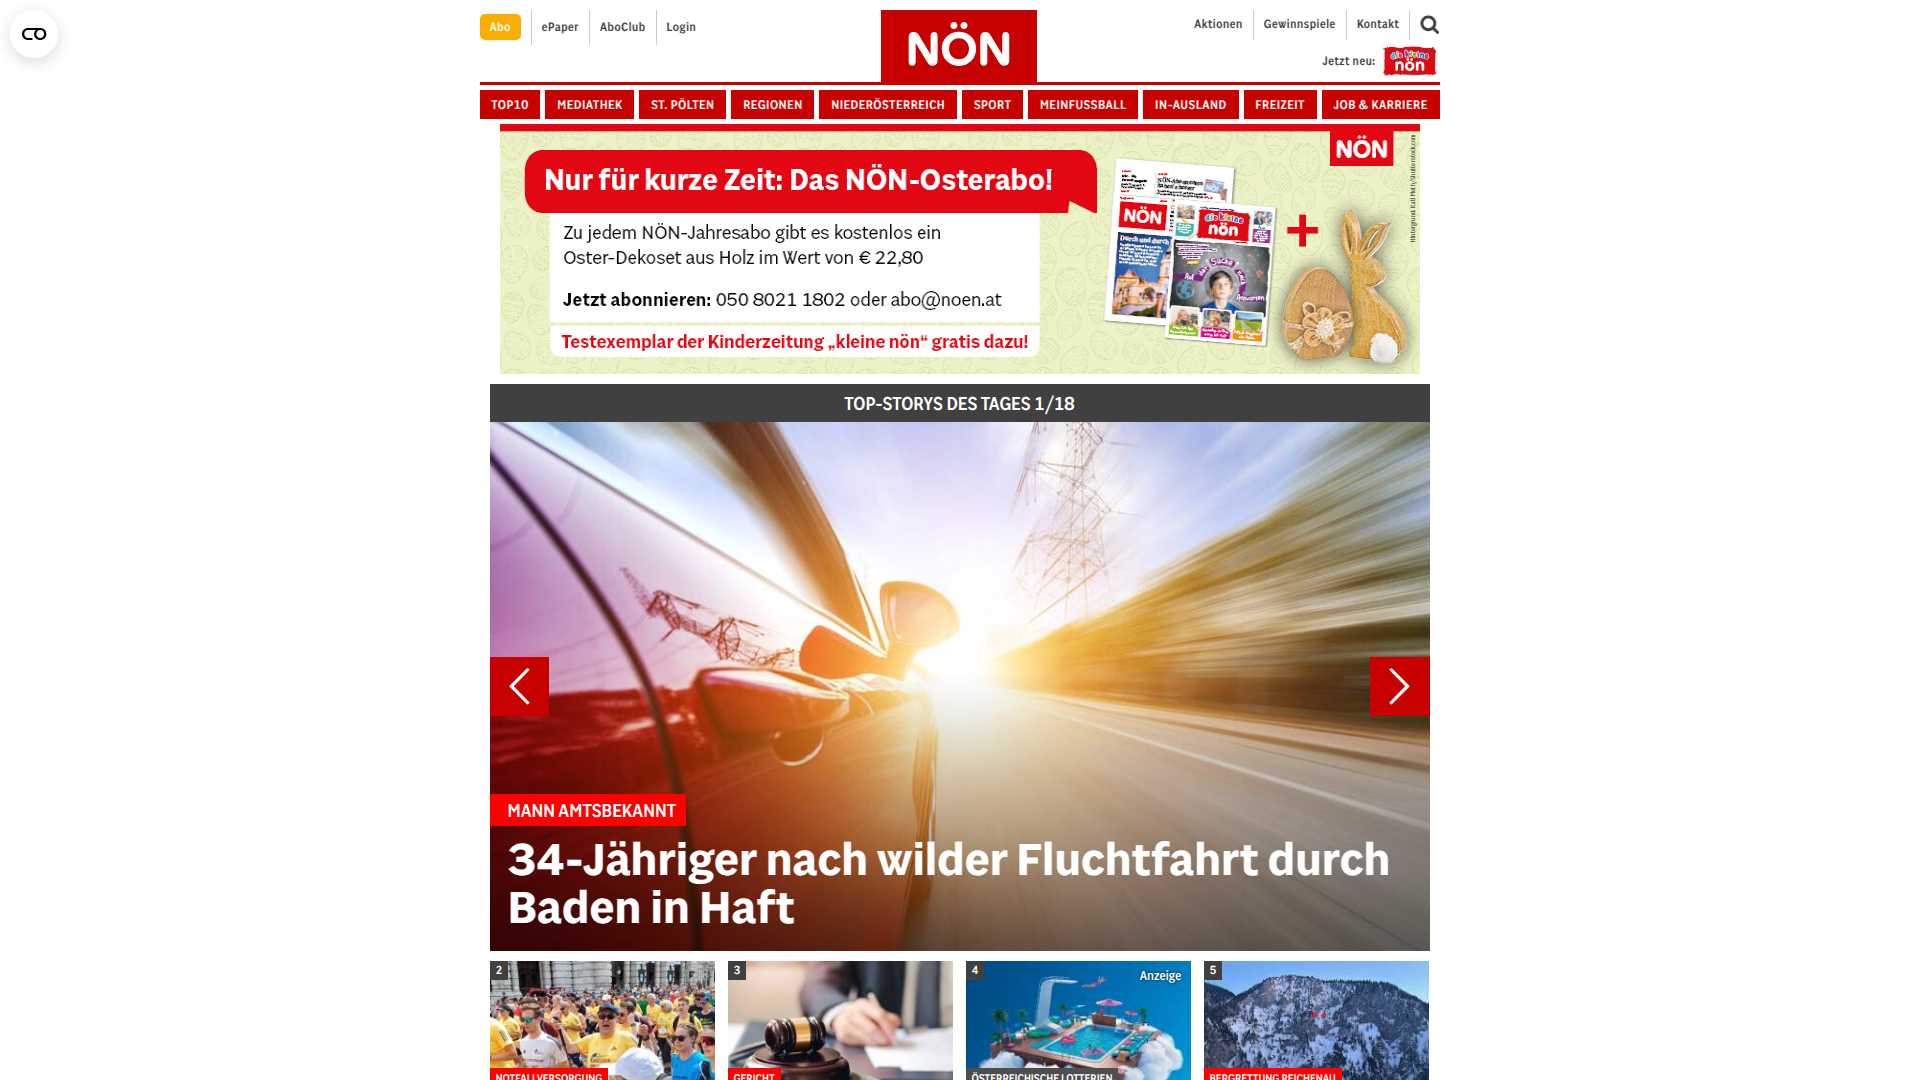 Abo
ePaper
AboClub
Login
NÖN
Aktionen
Gewinnspiele
Kontakt
Jetzt neu:
die kleine
nön
TOP10
MEDIATHEK
ST. PÖLTEN
REGIONEN
NIEDERÖSTERREICH
SPORT
MEINFUSSBALL
IN-AUSLAND
FREIZEIT
JOB & KARRIERE
NÖN
Nur für kurze Zeit: Das NÖN-Osterabo!
Zu jedem NÖN-Jahresabo gibt es kostenlos ein
Oster-Dekoset aus Holz im Wert von € 22,80
Jetzt abonnieren: 050 8021 1802 oder abo@noen.at
Testexemplar der Kinderzeitung „kleine nön“ gratis dazu!
NÖN
Durch und durch
die kleine
nön
+
TOP-STORYS DES TAGES 1/18
MANN AMTSBEKANNT
34-Jähriger nach wilder Fluchtfahrt durch
Baden in Haft
2
3
4
Anzeige
5
NOTFALLVERSORGUNG
GERICHT
ÖSTERREICHISCHE LOTTERIEN
BERGRETTUNG REICHENAU